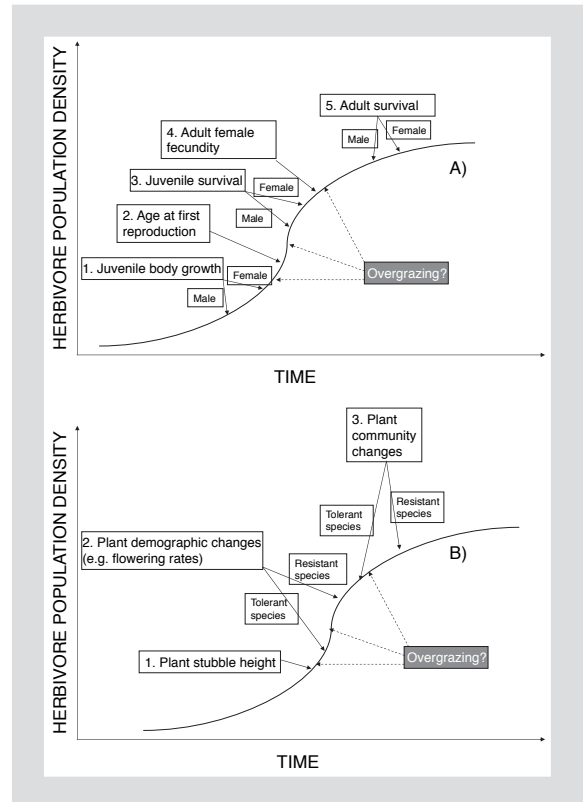 HERBIVORE POPULATION DENSITY
5. Adult survival
Male
Female
4. Adult female
fecundity
A)
3. Juvenile survival
Female
Male
2. Age at first
reproduction
1. Juvenile body growth
Female
Male
Overgrazing?
TIME
HERBIVORE POPULATION DENSITY
3. Plant
community
changes
Tolerant
species
Resistant
species
B)
2. Plant demographic changes
(e.g. flowering rates)
Resistant
species
Tolerant
species
1. Plant stubble height
Overgrazing?
TIME